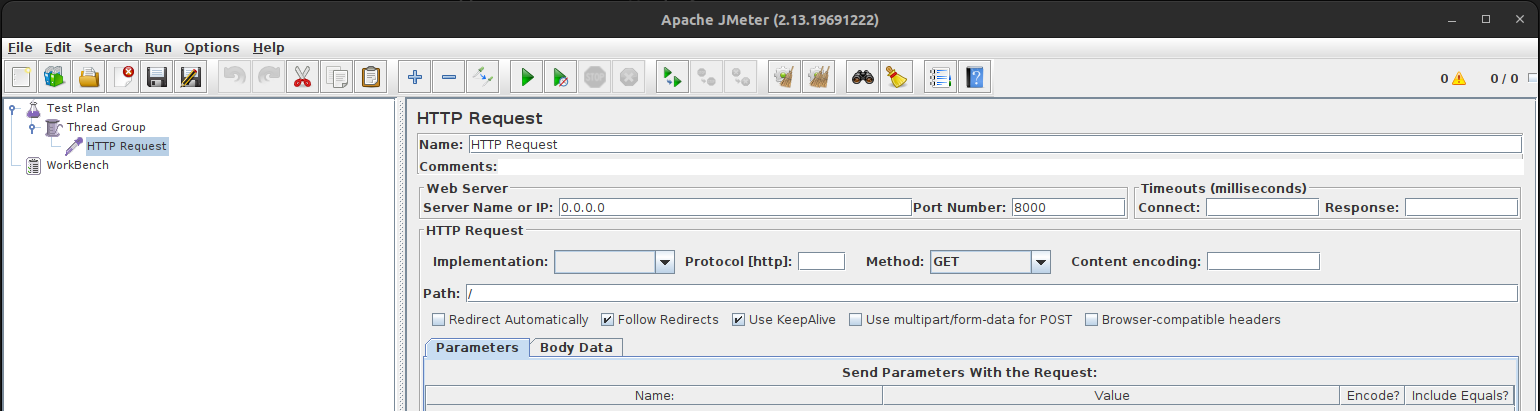 Apache JMeter (2.13.19691222)
File Edit Search Run Options Help
STOP
0 0 / 0
Test Plan
Thread Group
HTTP Request
WorkBench
HTTP Request
Name: HTTP Request
Comments:
Web Server Timeouts (milliseconds)
Server Name or IP: 0.0.0.0 Port Number: 8000 Connect: Response:
HTTP Request
Implementation: Protocol [http]: Method: GET Content encoding:
Path: /
Redirect Automatically Follow Redirects Use KeepAlive Use multipart/form-data for POST Browser-compatible headers
Parameters Body Data
Send Parameters With the Request:
Name: Value Encode? Include Equals?